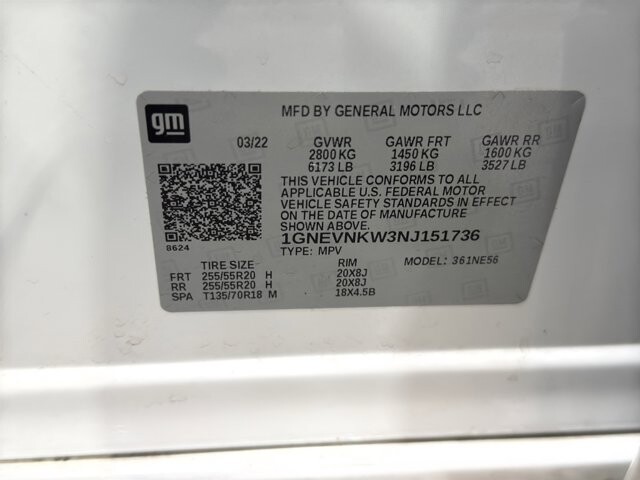 gm
MFD BY GENERAL MOTORS LLC
03/22 GVWR GAWR FRT GAWR RR
2800 KG 1450 KG 1600 KG
6173 LB 3196 LB 3527 LB
THIS VEHICLE CONFORMS TO ALL
APPLICABLE U.S. FEDERAL MOTOR
VEHICLE SAFETY STANDARDS IN EFFECT
ON THE DATE OF MANUFACTURE
SHOWN ABOVE.
8624
1GNEVNKW3NJ151736
TYPE: MPV MODEL: 361NE56
TIRE SIZE RIM
FRT 255/55R20 H 20X8J
RR 255/55R20 H 20X8J
SPA T135/70R18 M 18X4.5B